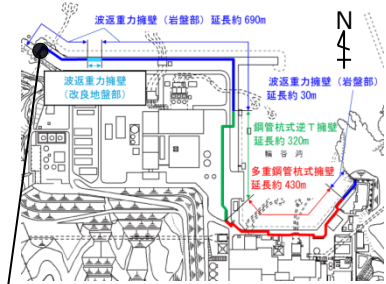 波返重力擁壁（岩盤部）延長約 690m
N
波返重力擁壁
（改良地盤部）
波返重力擁壁（岩盤部）
延長約 30m
鋼管杭式逆T擁壁
延長約 320m
輪谷湾
多重鋼管杭式擁壁
延長約 430m